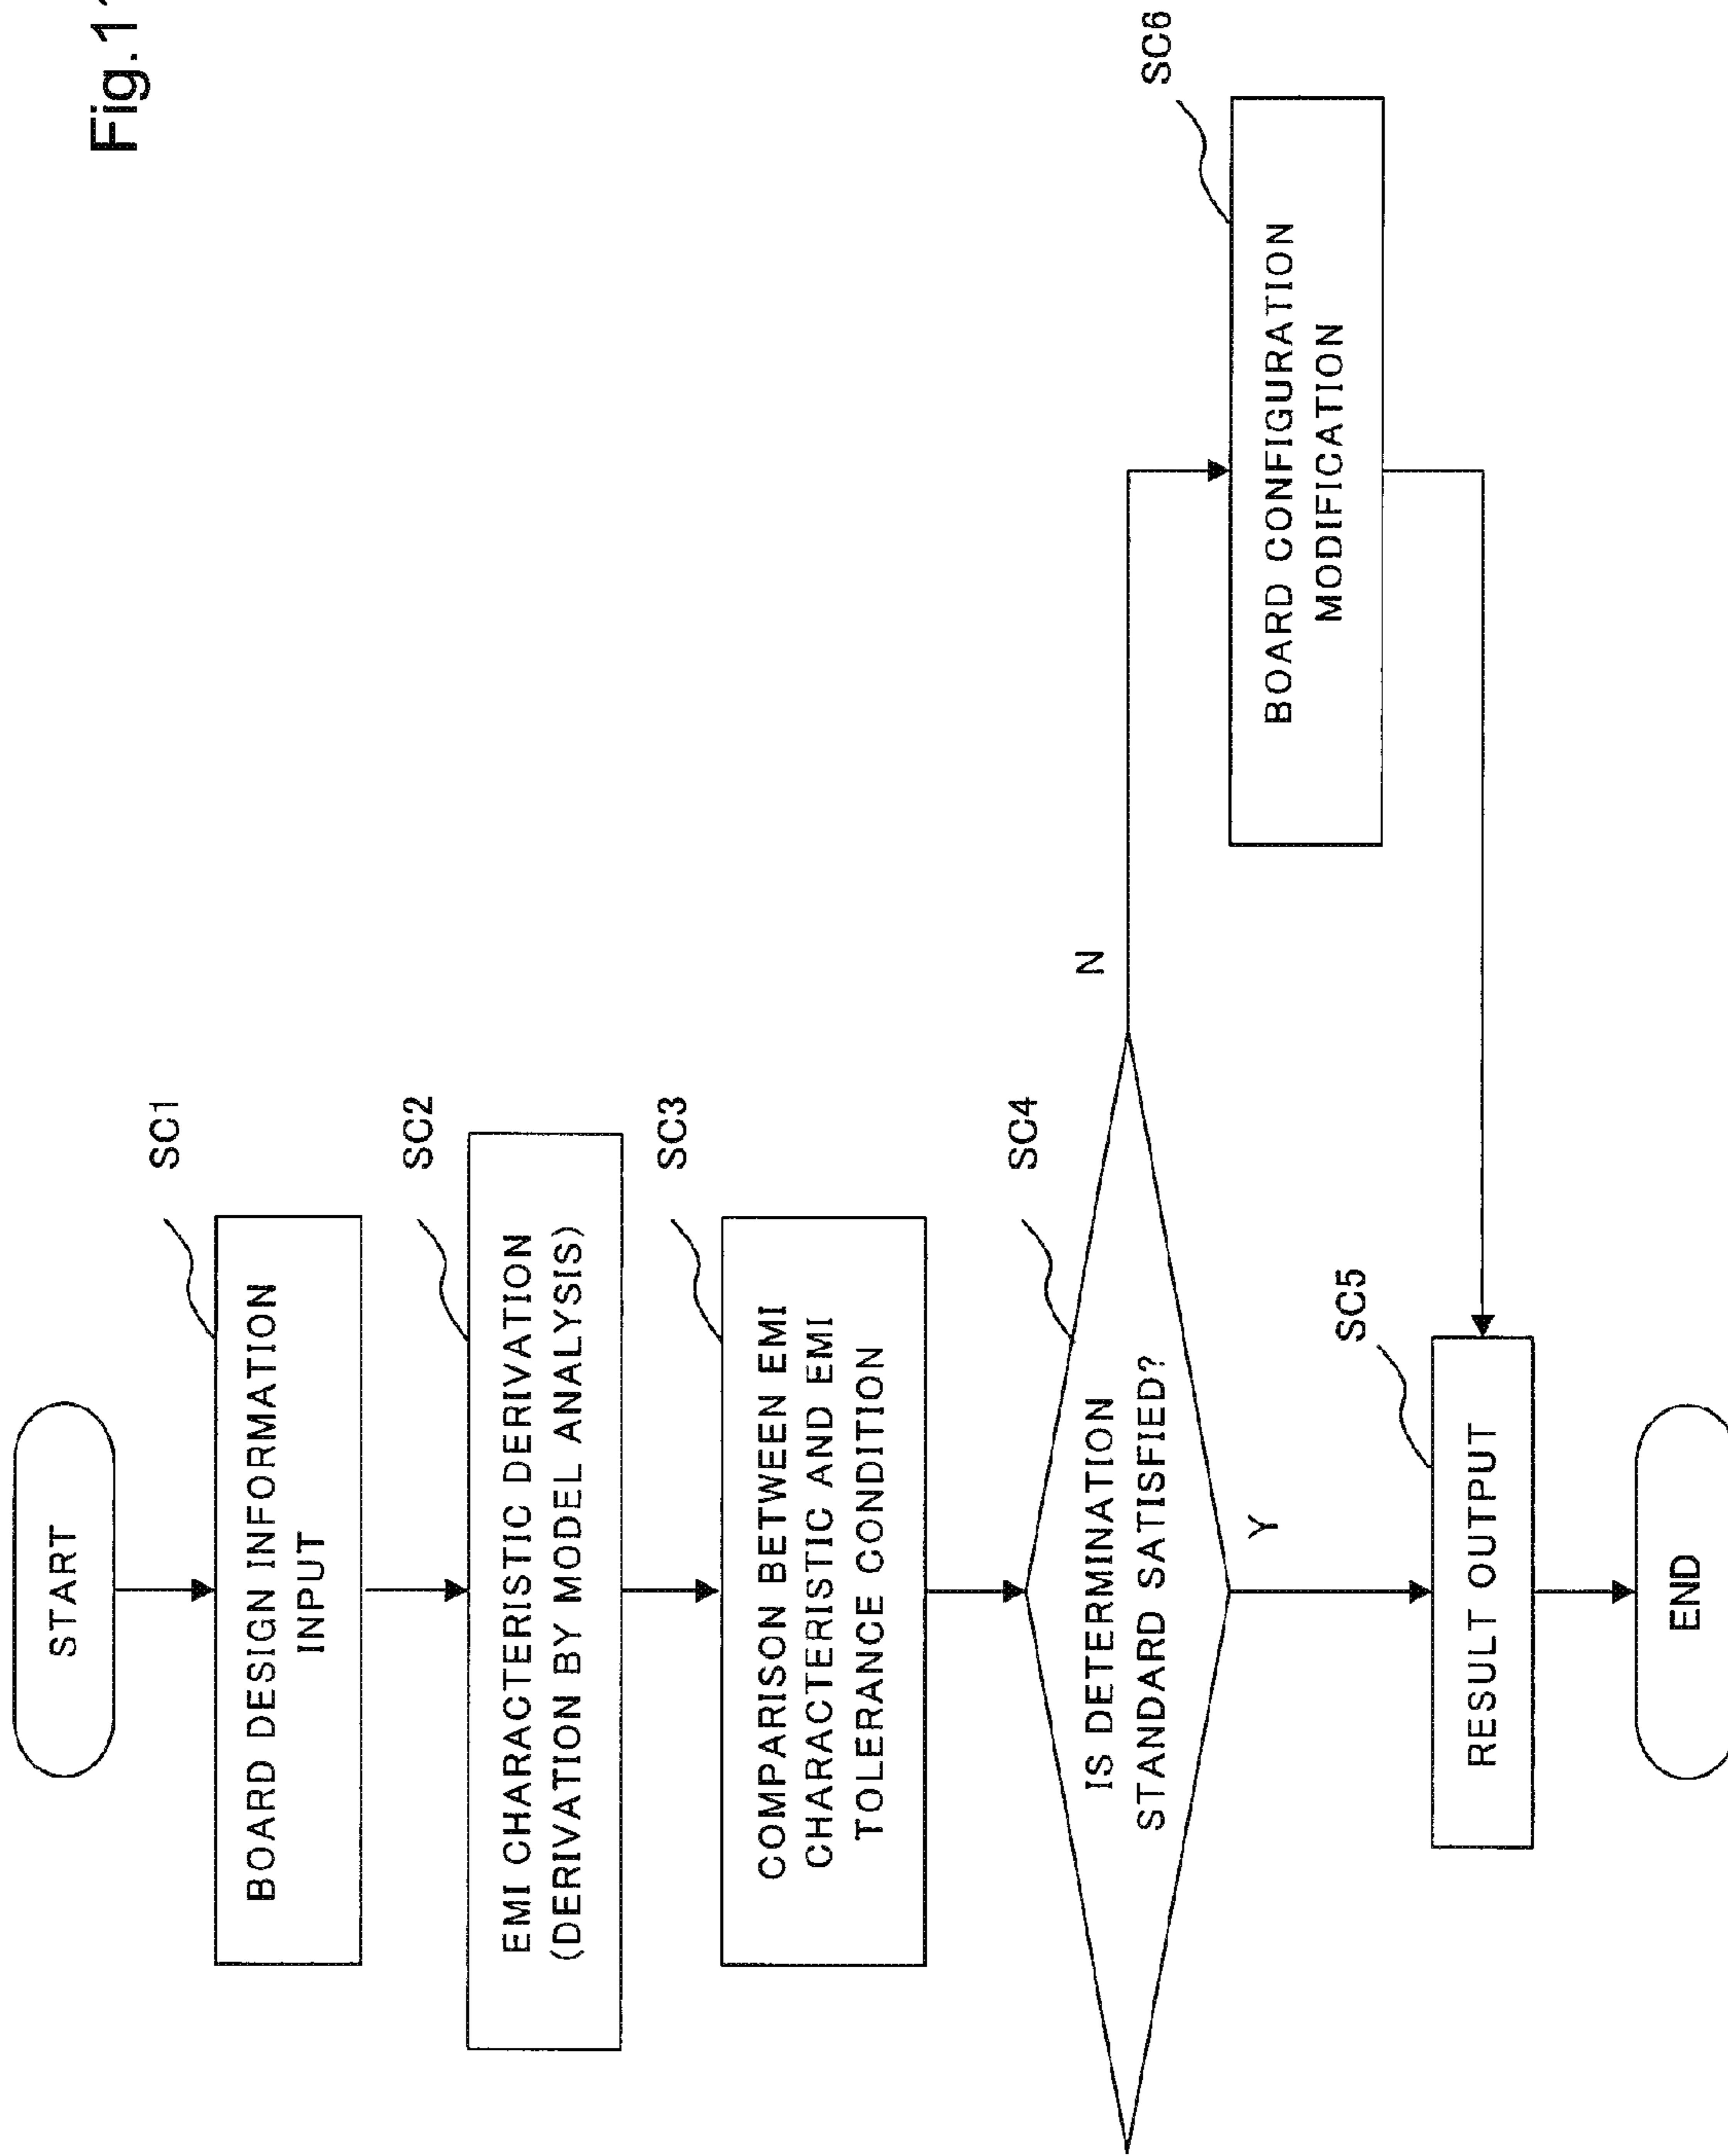 Fig.1
START
SC1
BOARD DESIGN INFORMATION
INPUT
SC2
EMI CHARACTERISTIC DERIVATION
(DERIVATION BY MODEL ANALYSIS)
SC3
COMPARISON BETWEEN EMI
CHARACTERISTIC AND EMI
TOLERANCE CONDITION
SC4
IS DETERMINATION
STANDARD SATISFIED?
N
Y
SC6
BOARD CONFIGURATION
MODIFICATION
SC5
RESULT OUTPUT
END